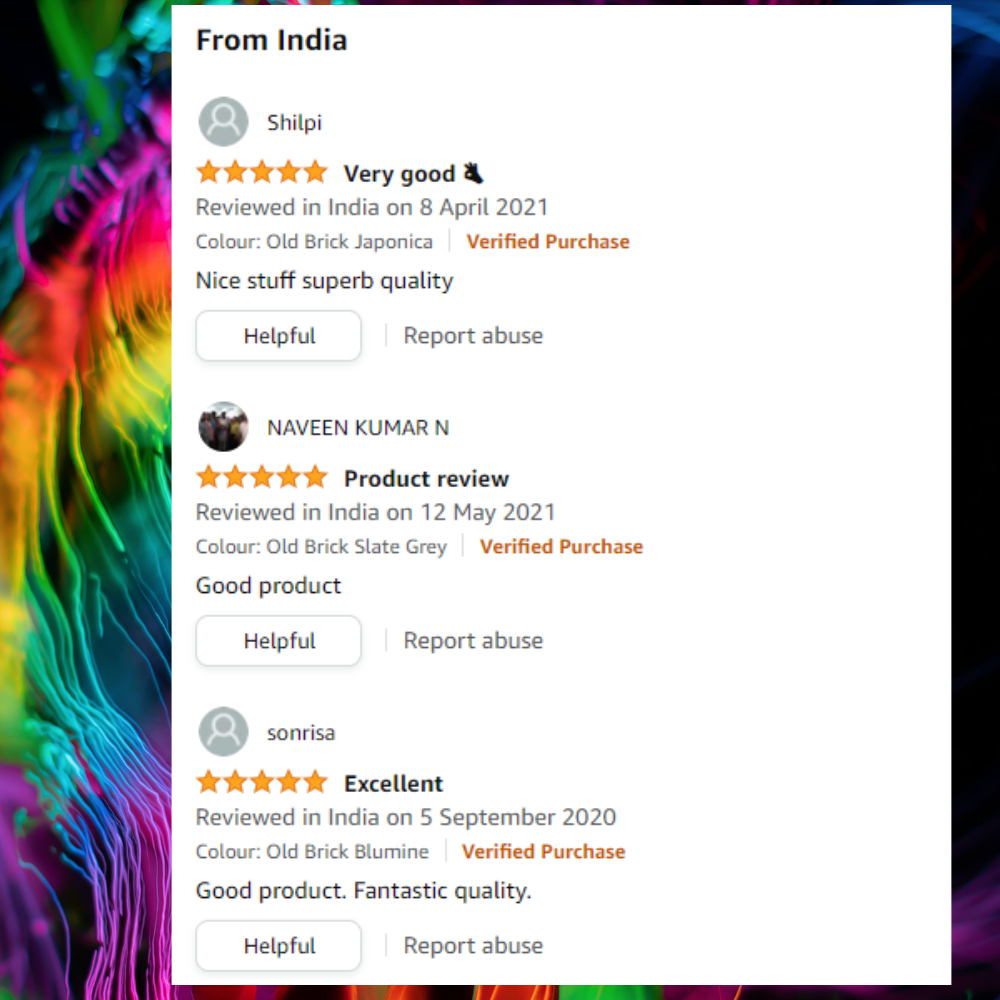 From India
Shilpi
Very good
Reviewed in India on 8 April 2021
Colour: Old Brick Japonica | Verified Purchase
Nice stuff superb quality
Helpful | Report abuse
NAVEEN KUMAR N
Product review
Reviewed in India on 12 May 2021
Colour: Old Brick Slate Grey | Verified Purchase
Good product
Helpful | Report abuse
sonrisa
Excellent
Reviewed in India on 5 September 2020
Colour: Old Brick Blumine | Verified Purchase
Good product. Fantastic quality.
Helpful | Report abuse